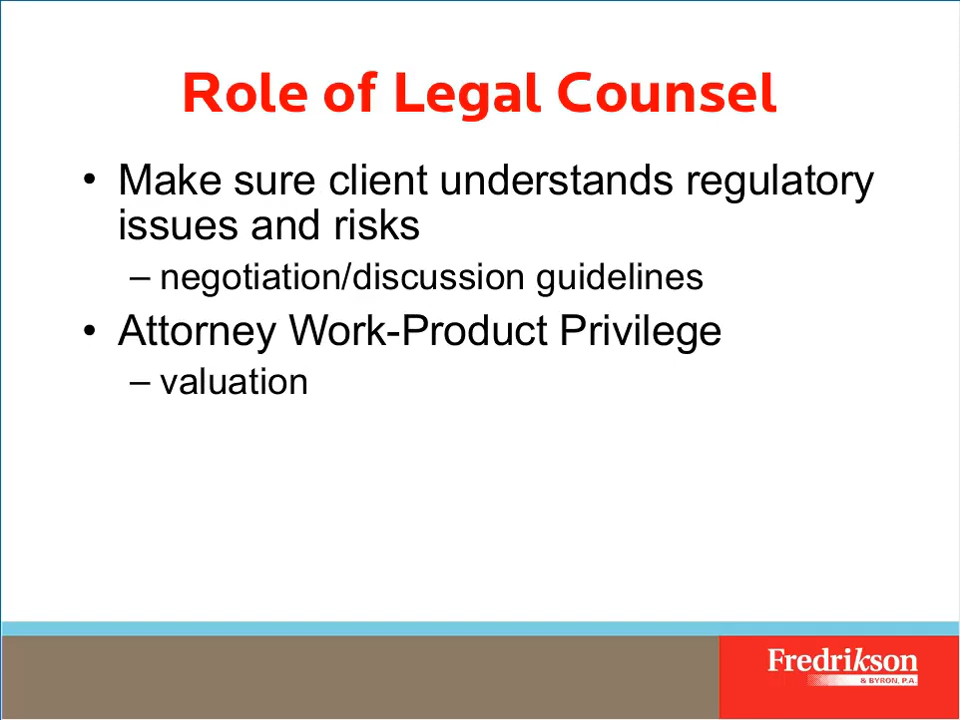 Role of Legal Counsel
• Make sure client understands regulatory
issues and risks
– negotiation/discussion guidelines
• Attorney Work-Product Privilege
– valuation
Fredrikson
& BYRON, P.A.